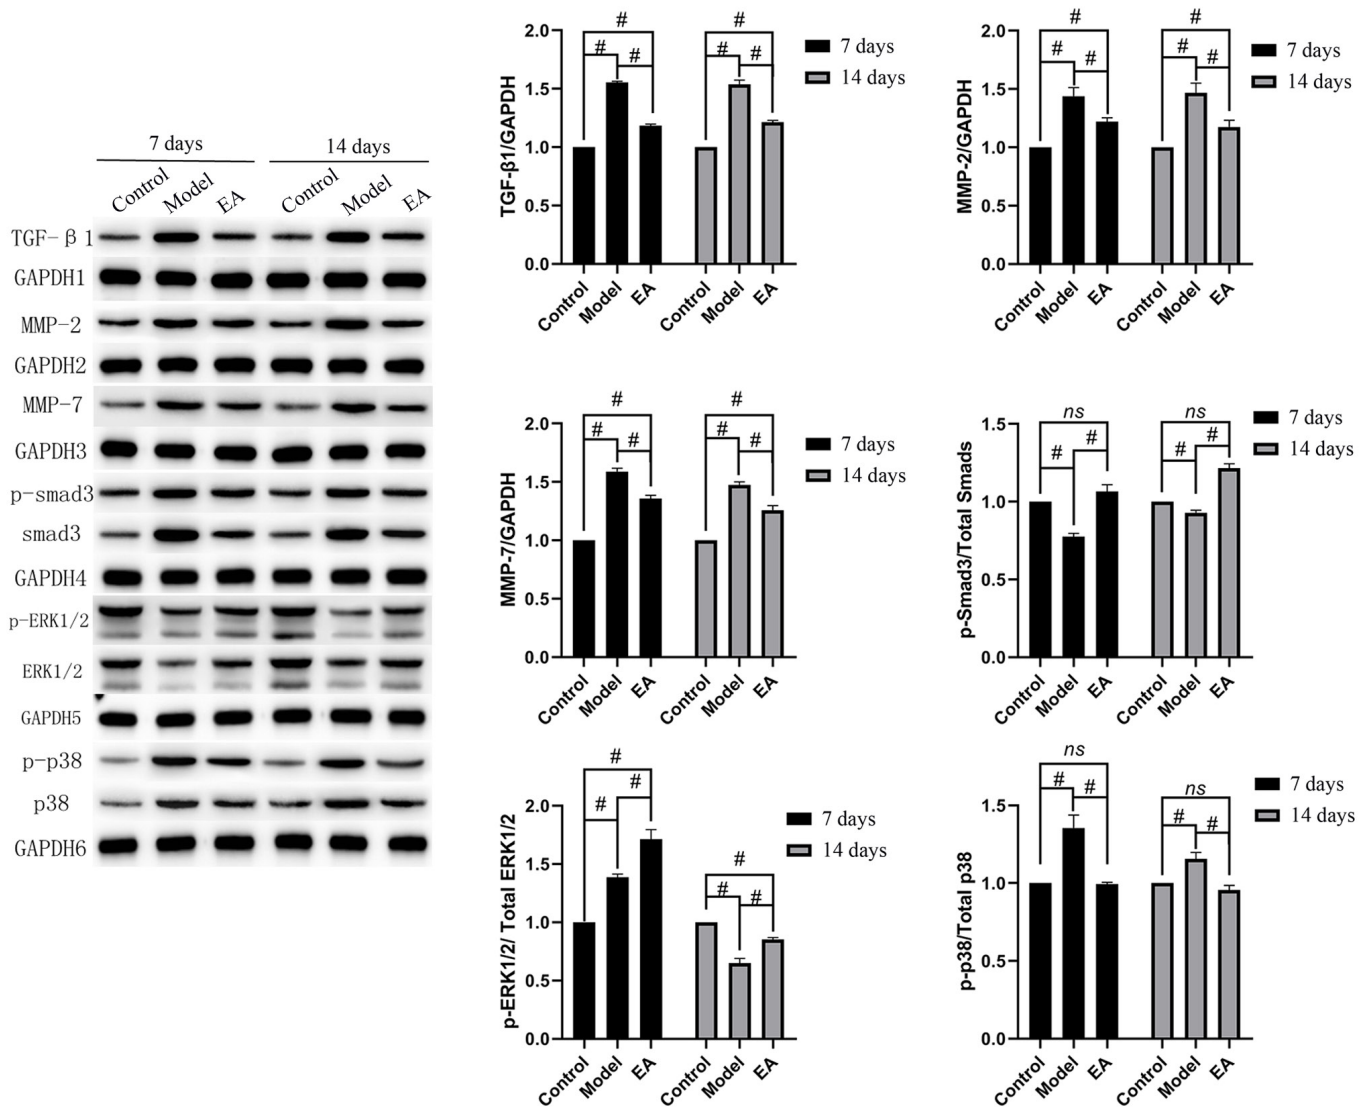 7 days 14 days
Control Model EA Control Model EA
TGF-β1
GAPDH1
MMP-2
GAPDH2
MMP-7
GAPDH3
p-smad3
smad3
GAPDH4
p-ERK1/2
ERK1/2
GAPDH5
p-p38
p38
GAPDH6
TGF-β1/GAPDH
2.0
1.5
1.0
0.5
0.0
# # # # # #
Control Model EA Control Model EA
7 days
14 days
MMP-2/GAPDH
2.0
1.5
1.0
0.5
0.0
# # # # # #
Control Model EA Control Model EA
7 days
14 days
MMP-7/GAPDH
2.0
1.5
1.0
0.5
0.0
# # # # # #
Control Model EA Control Model EA
7 days
14 days
p-Smad3/Total Smads
1.5
1.0
0.5
0.0
ns # # ns # #
Control Model EA Control Model EA
7 days
14 days
p-ERK1/2/ Total ERK1/2
2.0
1.5
1.0
0.5
0.0
# # # # # #
Control Model EA Control Model EA
7 days
14 days
p-p38/Total p38
1.5
1.0
0.5
0.0
ns # # ns # #
Control Model EA Control Model EA
7 days
14 days